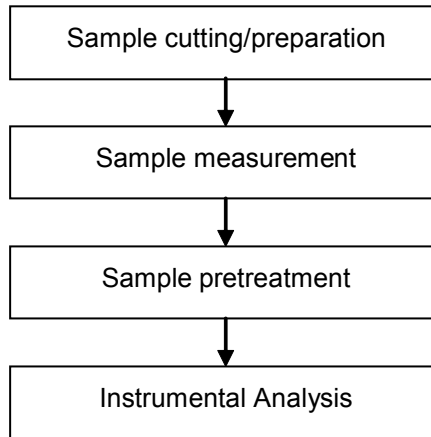 Sample cutting/preparation
Sample measurement
Sample pretreatment
Instrumental Analysis